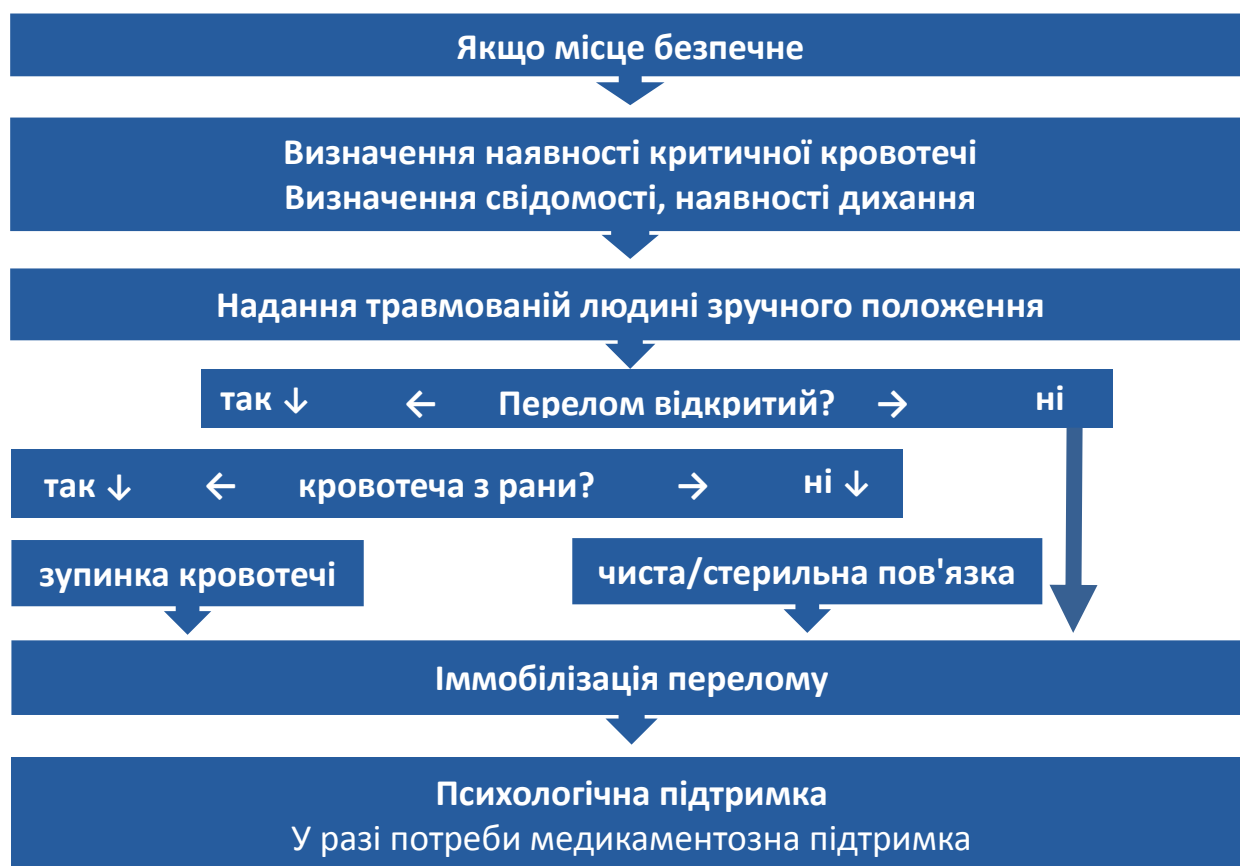 Якщо місце безпечне
Визначення наявності критичної кровотечі
Визначення свідомості, наявності дихання
Надання травмованій людині зручного положення
так ↓ ← Перелом відкритий? → ні
так ↓ ← кровотеча з рани? → ні ↓
зупинка кровотечі
чиста/стерильна пов'язка
Іммобілізація перелому
Психологічна підтримка
У разі потреби медикаментозна підтримка